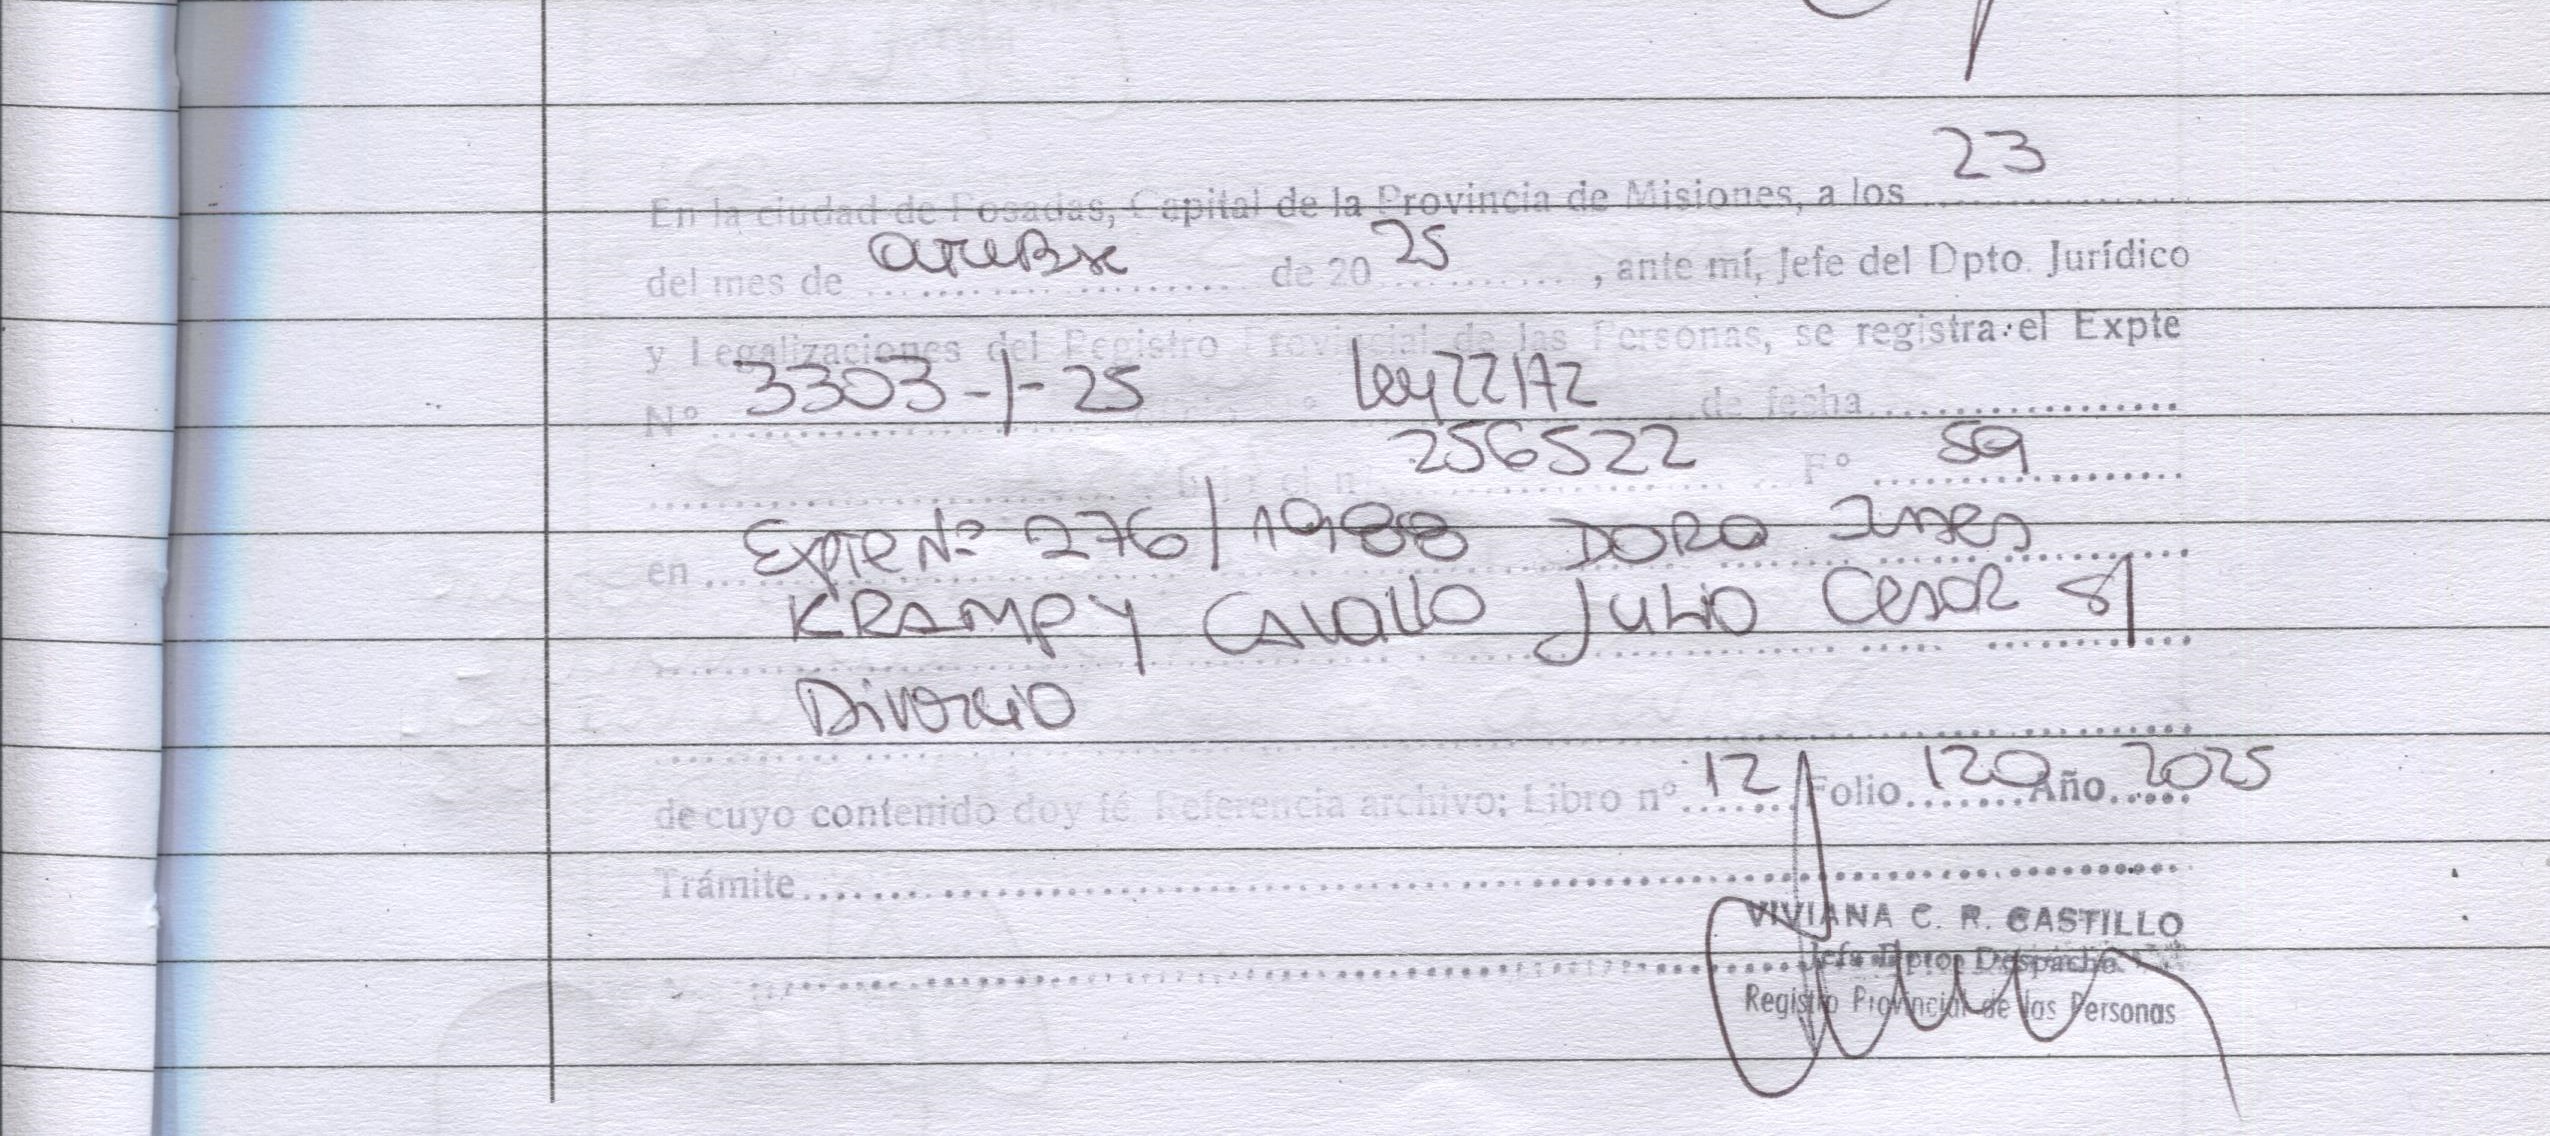 23
En la ciudad de Posadas, Capital de la Provincia de Misiones, a los
del mes de octubre de 20 25, ante mí, Jefe del Dpto. Jurídico
y Legalizaciones del Registro Provincial de las Personas, se registra el Expte
Nº 3303-/-25 Ley 22172 de fecha
256522 Fº 59
en Expte Nº 276/1988 DORA Ines
KRAMP y Cavallo Julio Cesar s/
Divorcio
de cuyo contenido doy fé Referencia archivo; Libro nº 12 Folio 120 Año 2025
Trámite
VIVIANA C. R. CASTILLO
Jefe Dpto. Despacho
Registro Provincial de las Personas